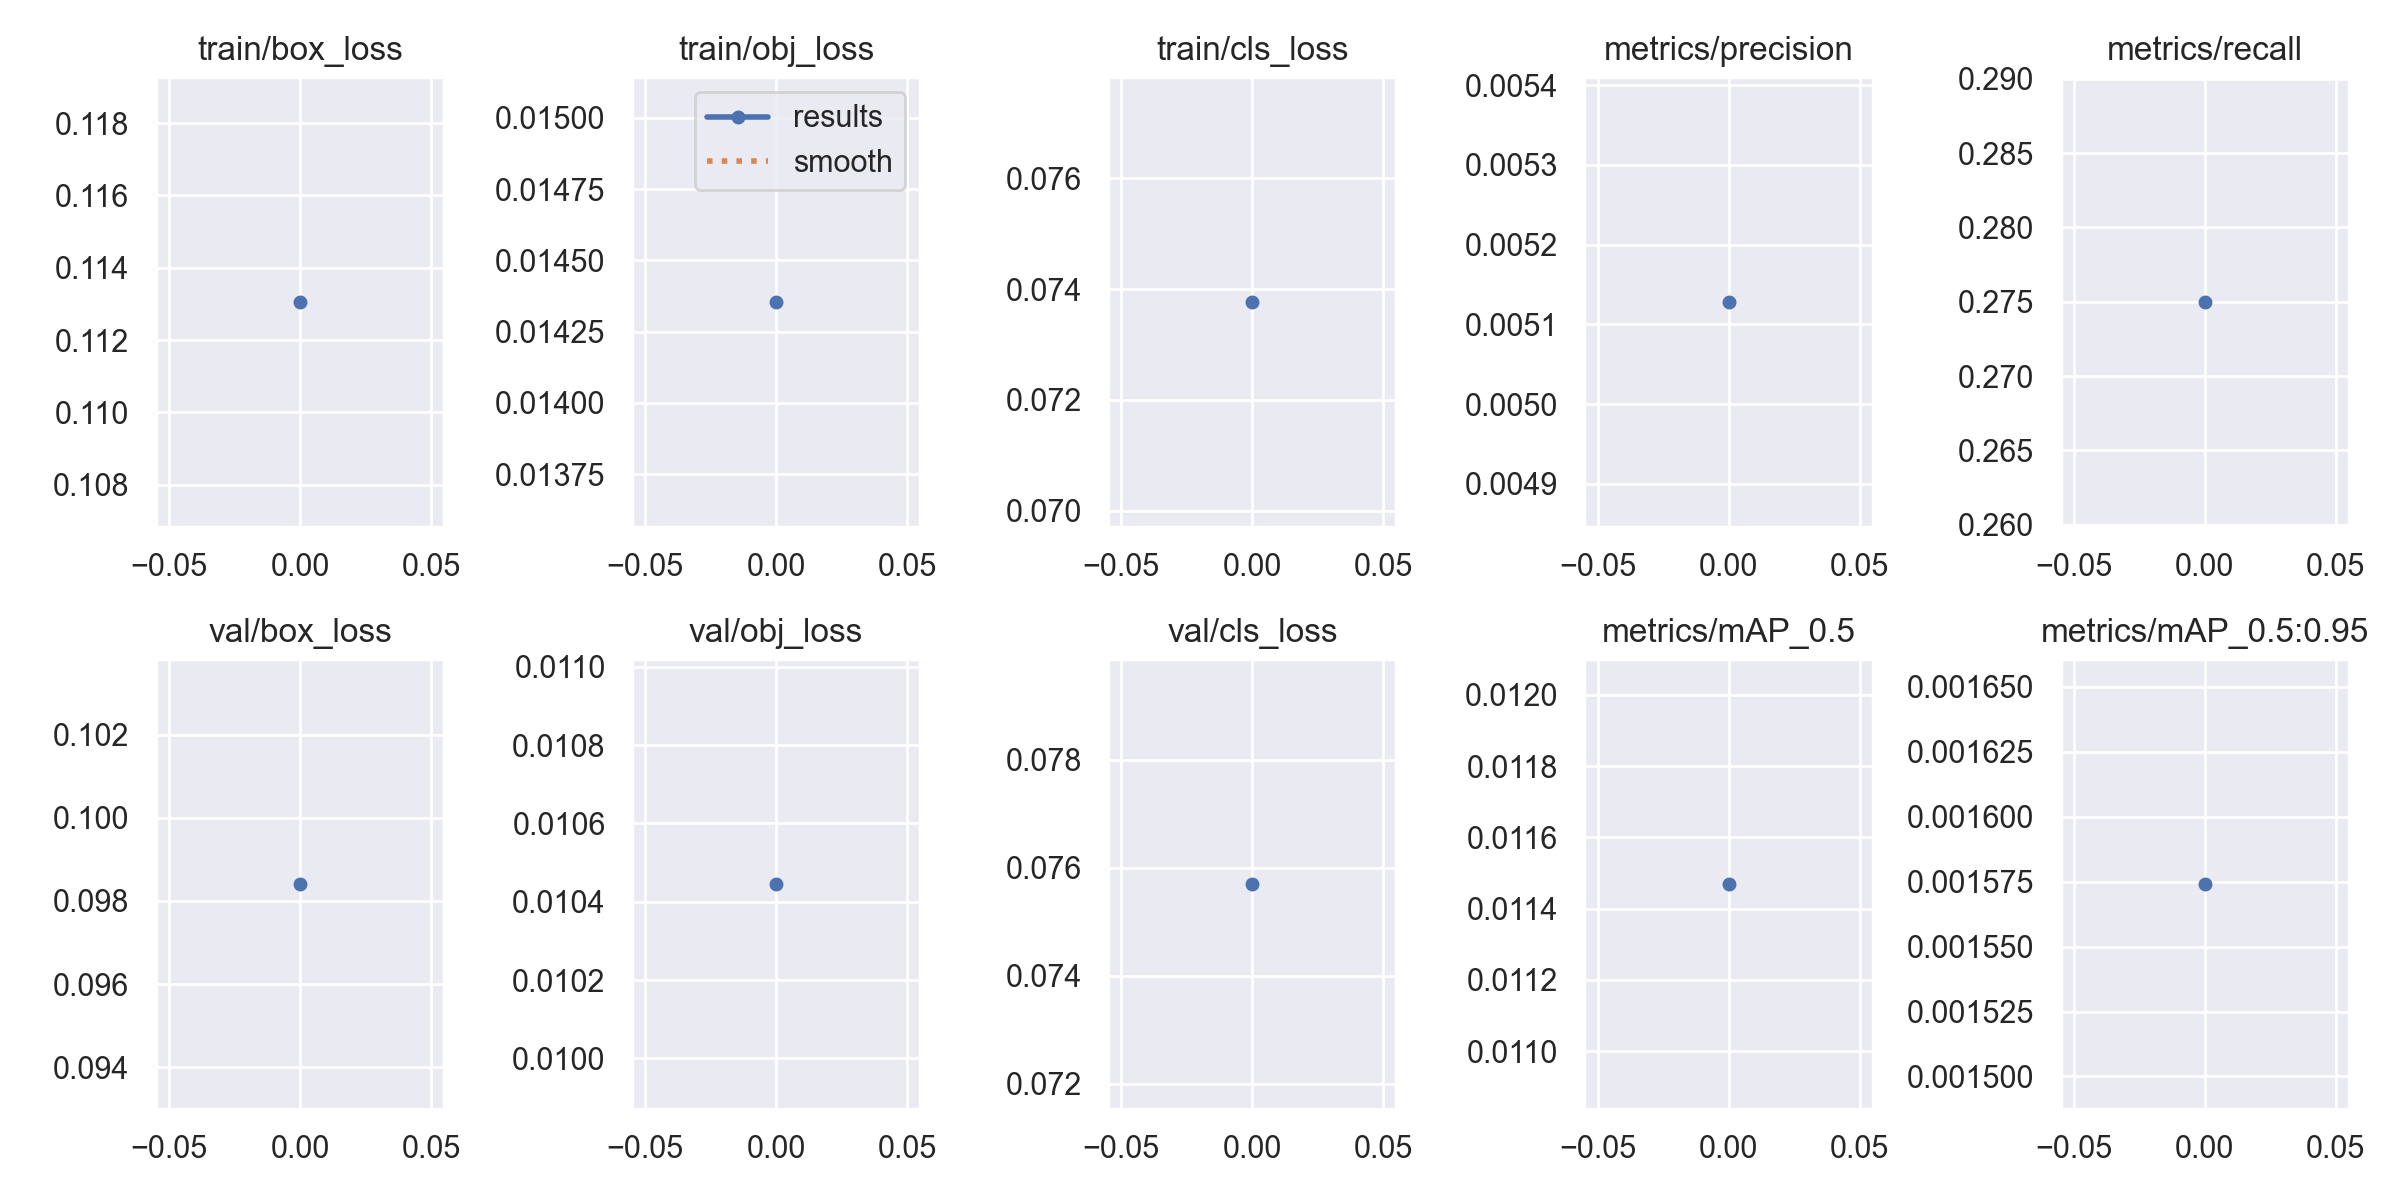 train/box_loss
0.118
0.116
0.114
0.112
0.110
0.108
−0.05 0.00 0.05
train/obj_loss
results
smooth
0.01500
0.01475
0.01450
0.01425
0.01400
0.01375
−0.05 0.00 0.05
train/cls_loss
0.076
0.074
0.072
0.070
−0.05 0.00 0.05
metrics/precision
0.0054
0.0053
0.0052
0.0051
0.0050
0.0049
−0.05 0.00 0.05
metrics/recall
0.290
0.285
0.280
0.275
0.270
0.265
0.260
−0.05 0.00 0.05
val/box_loss
0.102
0.100
0.098
0.096
0.094
−0.05 0.00 0.05
val/obj_loss
0.0110
0.0108
0.0106
0.0104
0.0102
0.0100
−0.05 0.00 0.05
val/cls_loss
0.078
0.076
0.074
0.072
−0.05 0.00 0.05
metrics/mAP_0.5
0.0120
0.0118
0.0116
0.0114
0.0112
0.0110
−0.05 0.00 0.05
metrics/mAP_0.5:0.95
0.001650
0.001625
0.001600
0.001575
0.001550
0.001525
0.001500
−0.05 0.00 0.05